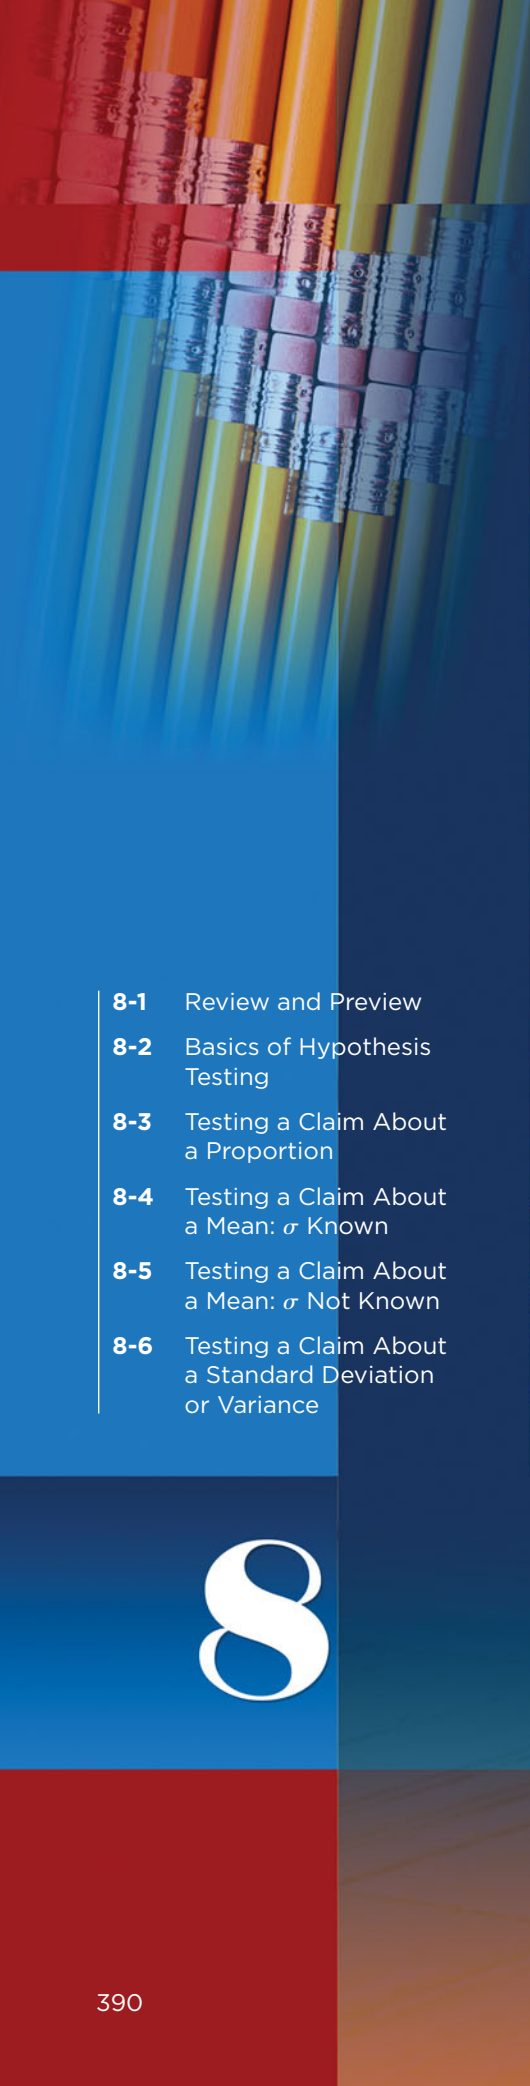 8-1 Review and Preview
8-2 Basics of Hypothesis
Testing
8-3 Testing a Claim About
a Proportion
8-4 Testing a Claim About
a Mean: σ Known
8-5 Testing a Claim About
a Mean: σ Not Known
8-6 Testing a Claim About
a Standard Deviation
or Variance
8
390